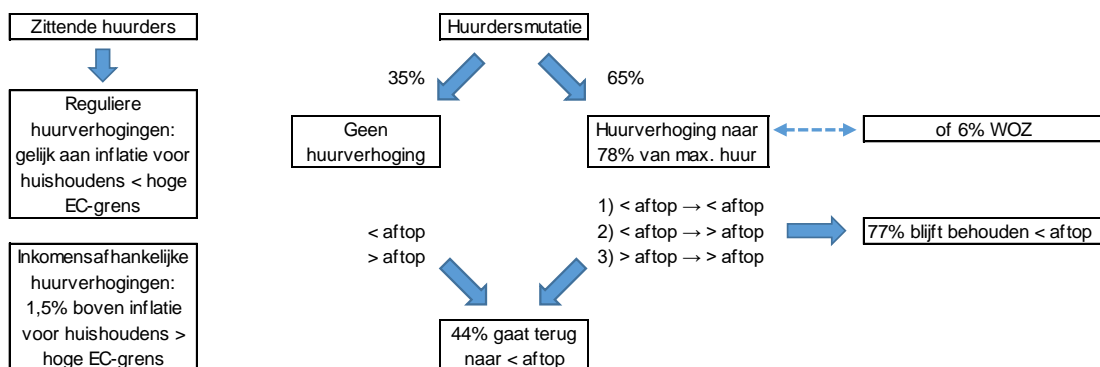 Zittende huurders
Reguliere
huurverhogingen:
gelijk aan inflatie voor
huishoudens < hoge
EC-grens
Inkomensafhankelijke
huurverhogingen:
1,5% boven inflatie
voor huishoudens >
hoge EC-grens
Huurdersmutatie
35%
65%
Geen
huurverhoging
Huurverhoging naar
78% van max. huur
of 6% WOZ
< aftop
> aftop
1) < aftop → < aftop
2) < aftop → > aftop
3) > aftop → > aftop
77% blijft behouden < aftop
44% gaat terug
naar < aftop